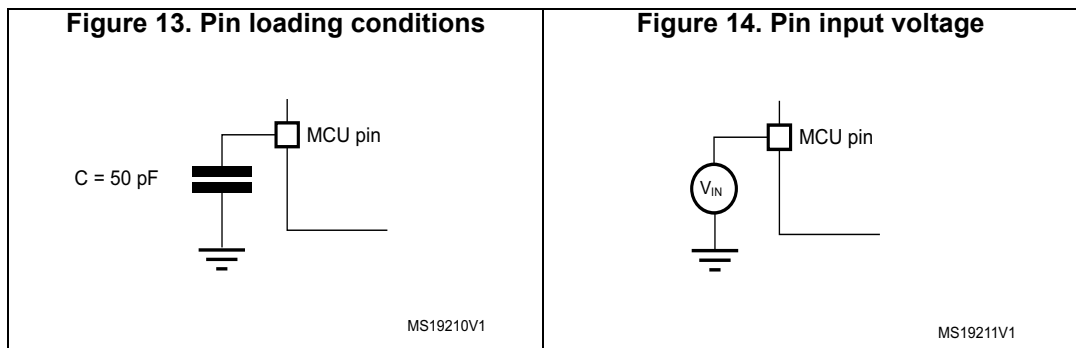 Figure 13. Pin loading conditions
MCU pin
C = 50 pF
MS19210V1
Figure 14. Pin input voltage
MCU pin
VIN
MS19211V1